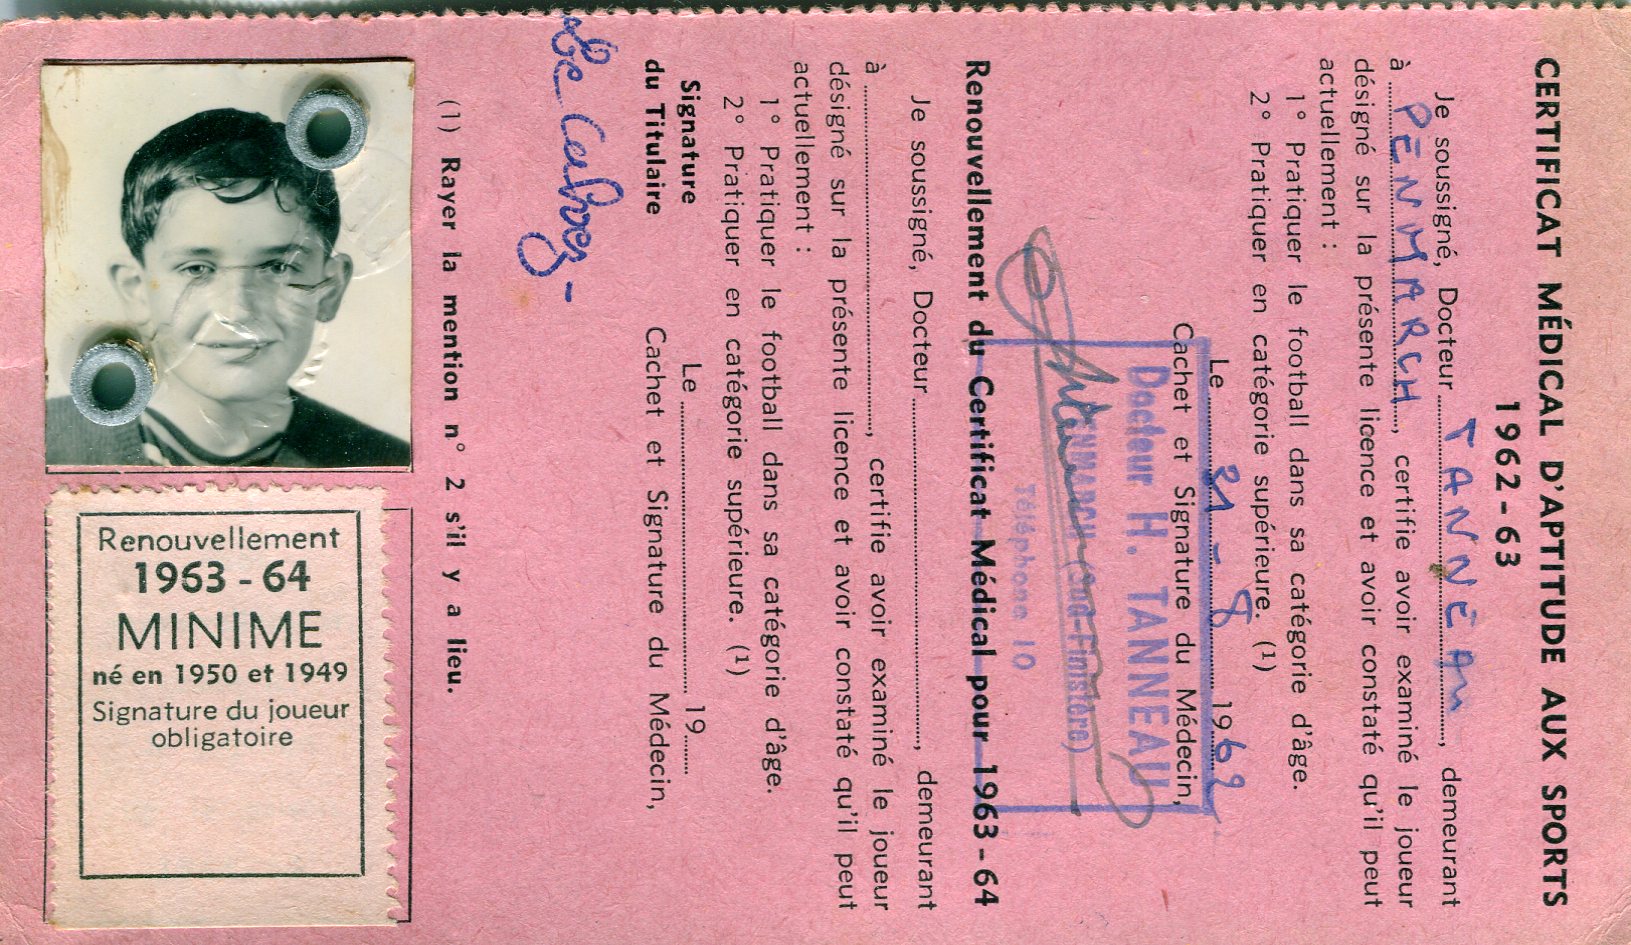 CERTIFICAT MÉDICAL D'APTITUDE AUX SPORTS
1962 - 63
Je soussigné, Docteur TANNEAU, demeurant
à PENMARCH, certifie avoir examiné le joueur
désigné sur la présente licence et avoir constaté qu'il peut
actuellement :
1° Pratiquer le football dans sa catégorie d'âge.
2° Pratiquer en catégorie supérieure. (1)
Le 31 - 8 1962
Cachet et Signature du Médecin,
Docteur H. TANNEAU
PENMARCH (Sud-Finistère)
Téléphone 10
Renouvellement du Certificat Médical pour 1963 - 64
Je soussigné, Docteur, demeurant
à, certifie avoir examiné le joueur
désigné sur la présente licence et avoir constaté qu'il peut
actuellement :
1° Pratiquer le football dans sa catégorie d'âge.
2° Pratiquer en catégorie supérieure. (1)
Signature
du Titulaire
Le 19
Cachet et Signature du Médecin,
Le
(1) Rayer la mention n° 2 s'il y a lieu.
Renouvellement
1963 - 64
MINIME
né en 1950 et 1949
Signature du joueur
obligatoire